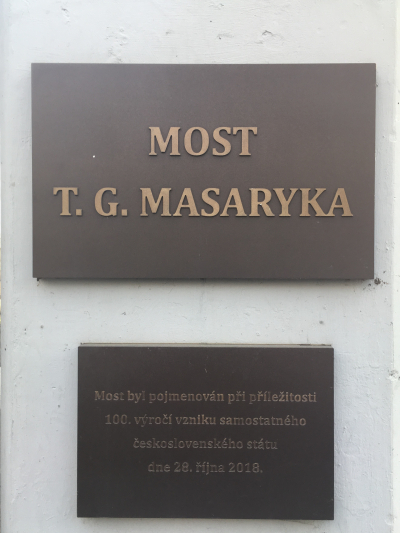 MOST
T. G. MASARYKA
Most byl pojmenován při příležitosti
100. výročí vzniku samostatného
československého státu
dne 28. října 2018.